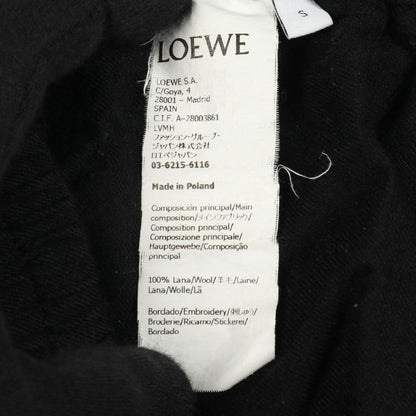 S
LOEWE
LOEWE S.A.
C/Goya, 4
28001 – Madrid
SPAIN
C.I.F. A-28003861
LVMH
ファッション・グループ・
ジャパン株式会社
ロエベジャパン
03-6215-6116
Made in Poland
Composición principal/Main
composition/メインファブリック/
Composition principal/
Composizione principale/
Hauptgewebe/Composição
principal
100% Lana/Wool/羊毛/Laine/
Lana/Wolle/Lã
Bordado/Embroidery/刺しゅう/
Broderie/Ricamo/Stickerei/
Bordado